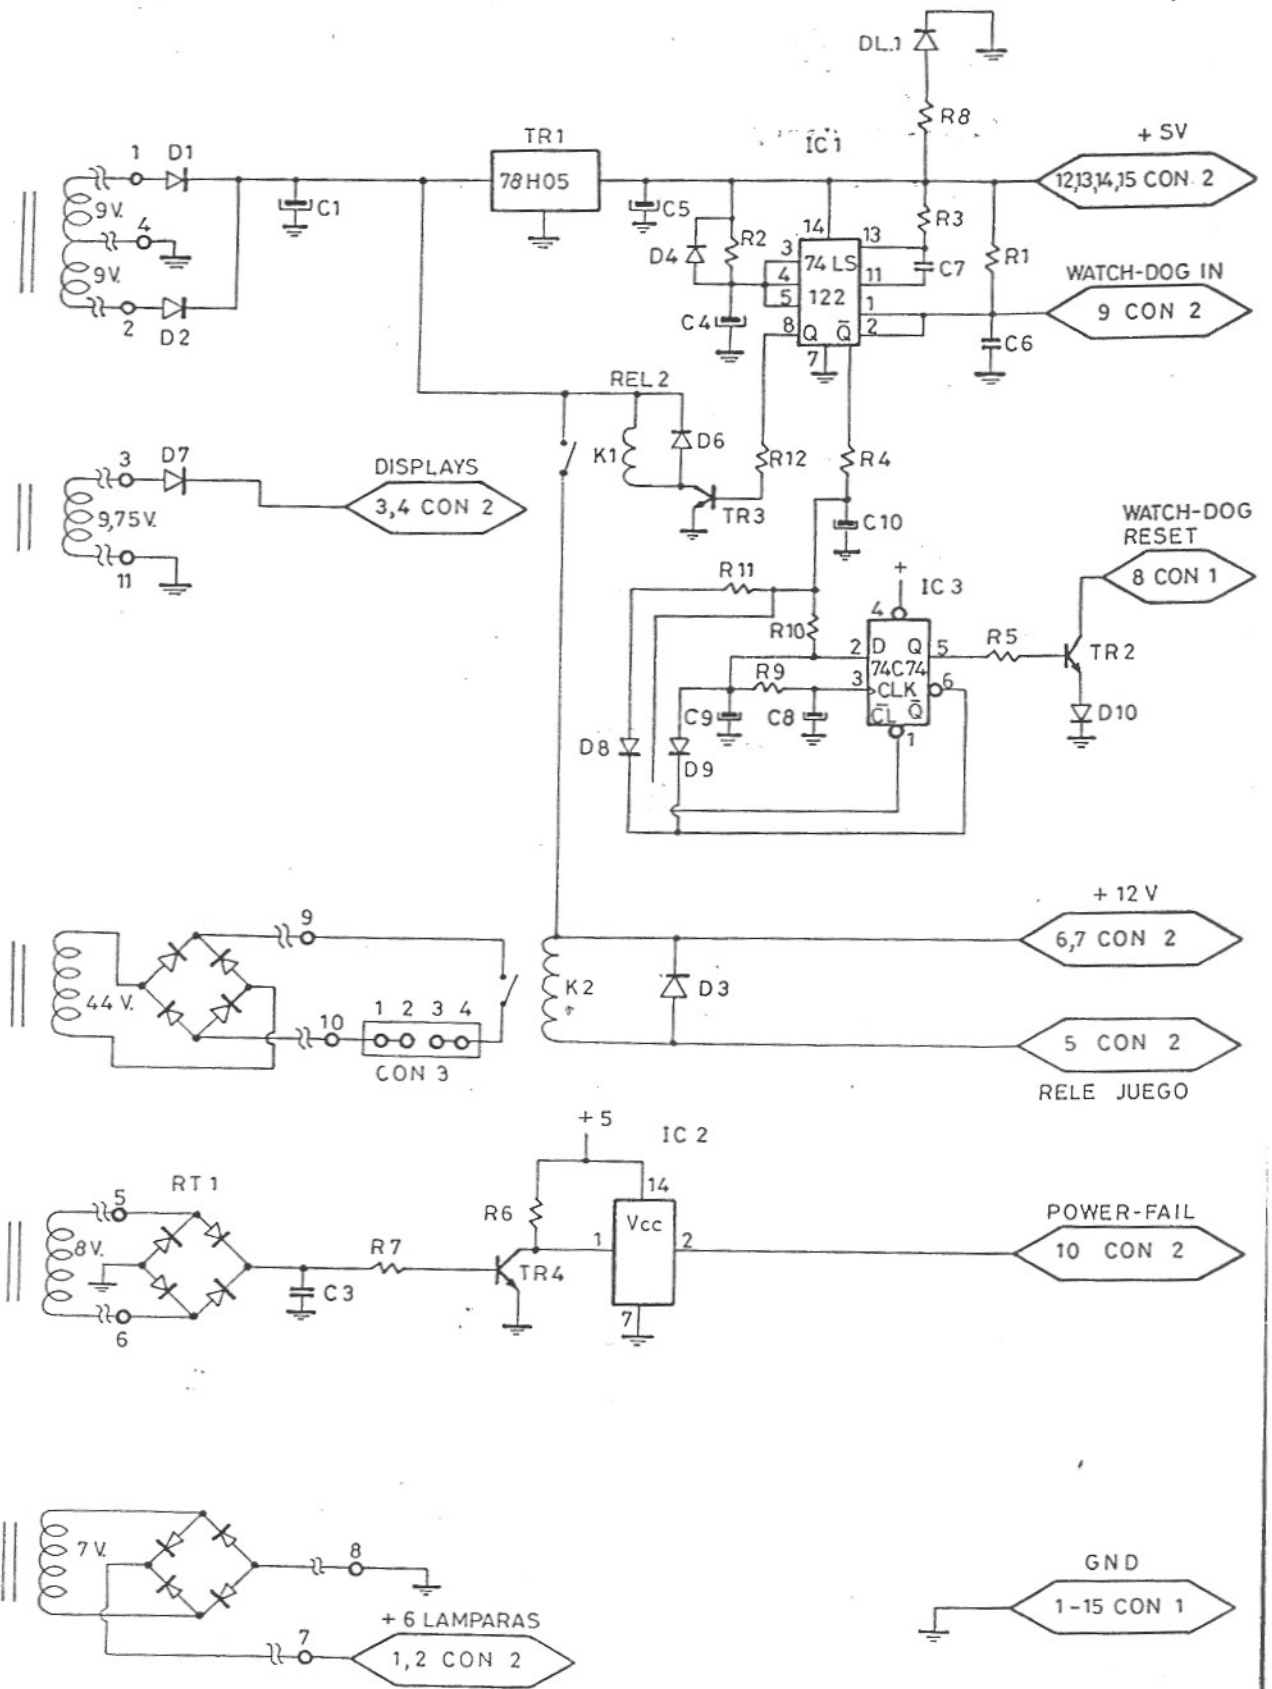 DL.1
R8
+ 5V
TR1
IC1
1 D1
78H05
12,13,14,15 CON 2
9V.
4
C1
C5
R3
14
13
R2
3
R1
D4
74 LS
C7
WATCH-DOG IN
9V.
4
11
5
122
1
9 CON 2
2
D2
C4
8
Q Q̅
2
C6
7
REL 2
K1
D6
R12
R4
3 D7
DISPLAYS
3,4 CON 2
9,75V.
TR3
C10
WATCH-DOG
RESET
11
R11
+
IC 3
8 CON 1
4
R10
2
D Q
5
R5
TR2
74C74
R9
3
CLK
6
C9
C8
C̅L̅ Q̅
D10
D8
D9
1
+ 12 V
9
6,7 CON 2
44 V.
K2
D3
10
1 2 3 4
CON 3
5 CON 2
RELE JUEGO
+ 5
IC 2
RT 1
5
14
R6
Vcc
POWER-FAIL
8V.
R7
1
2
10 CON 2
TR4
C3
7
6
7 V.
8
GND
1-15 CON 1
+ 6 LAMPARAS
7
1,2 CON 2